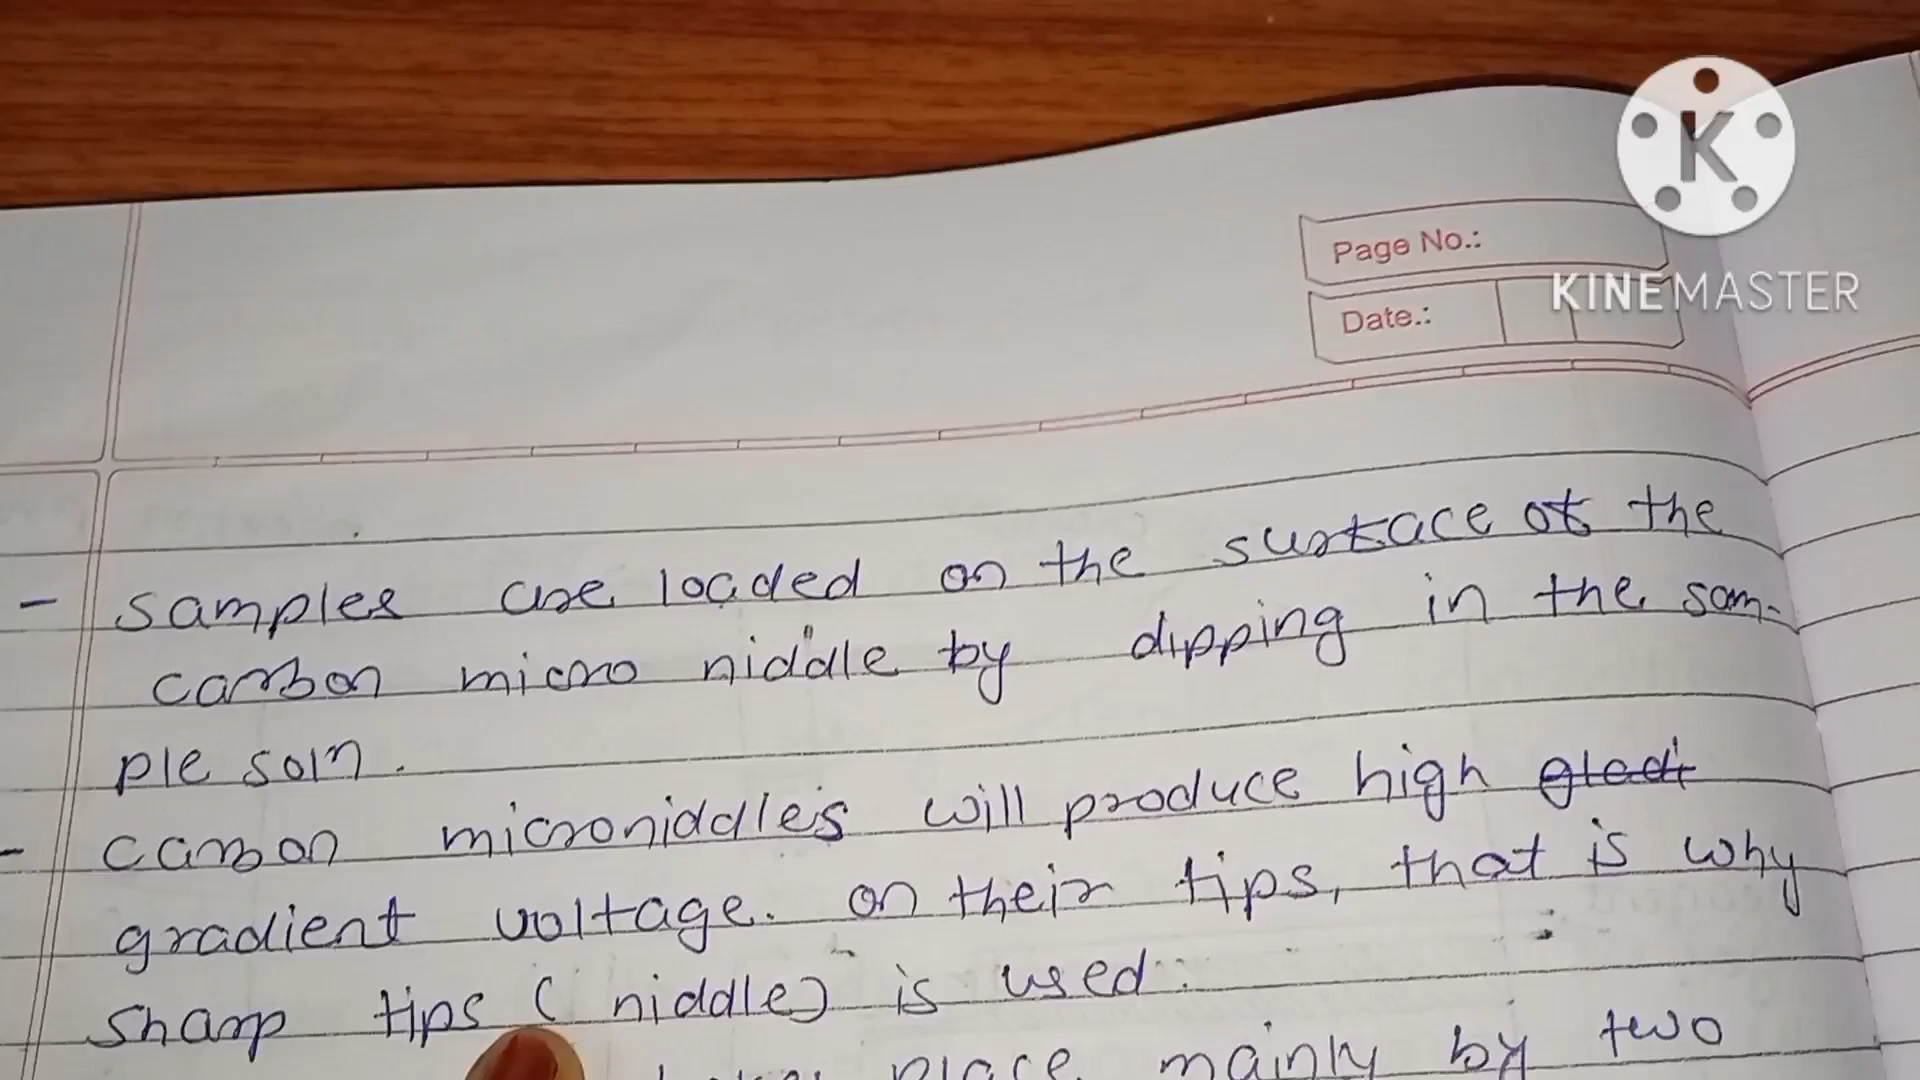 Page No.:
Date.:
KINEMASTER
- samples are loaded on the surface of the
carbon micro niddle by dipping in the sam-
ple soln.
- carbon microniddles will produce high gladi
gradient voltage. on their tips, that is why
sharp tips (niddle) is used.
place mainly by two